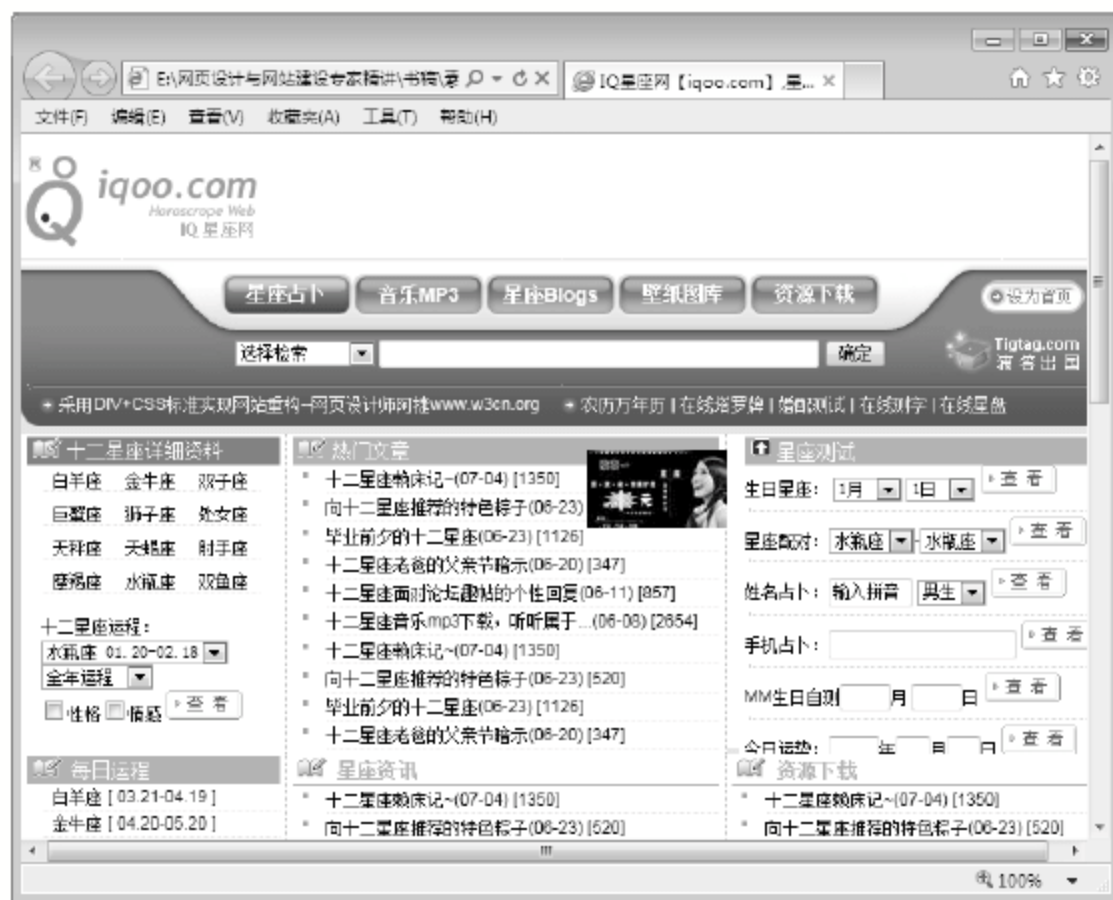 E:\网页设计与网站建设专家精讲\书稿\
IQ星座网【iqoo.com】,星...
文件(F) 编辑(E) 查看(V) 收藏夹(A) 工具(T) 帮助(H)
iqoo.com
Horoscrope Web
IQ 星座网
星座占卜 音乐MP3 星座Blogs 壁纸图库 资源下载
设为首页
选择检索 确定
Tigtag.com
滴答出国
采用DIV+CSS标准实现网站重构--网页设计师阿捷www.w3cn.org
农历万年历 | 在线塔罗牌 | 婚姻测试 | 在线测字 | 在线星盘
十二星座详细资料
白羊座 金牛座 双子座
巨蟹座 狮子座 处女座
天秤座 天蝎座 射手座
摩羯座 水瓶座 双鱼座
十二星座运程：
水瓶座 01.20-02.18
全年运程
性格 情感 查 看
每日运程
白羊座 [ 03.21-04.19 ]
金牛座 [ 04.20-05.20 ]
热门文章
十二星座赖床记~(07-04) [1350]
向十二星座推荐的特色粽子(06-23)
毕业前夕的十二星座(06-23) [1126]
十二星座老爸的父亲节暗示(06-20) [347]
十二星座面对论坛趣帖的个性回复(06-11) [857]
十二星座音乐mp3下载，听听属于...(06-08) [2654]
十二星座赖床记~(07-04) [1350]
向十二星座推荐的特色粽子(06-23) [520]
毕业前夕的十二星座(06-23) [1126]
十二星座老爸的父亲节暗示(06-20) [347]
星座资讯
十二星座赖床记~(07-04) [1350]
向十二星座推荐的特色粽子(06-23) [520]
星座测试
生日星座： 1月 1日 查 看
星座配对： 水瓶座 - 水瓶座 查 看
姓名占卜： 输入拼音 男生 查 看
手机占卜： 查 看
MM生日自测 月 日 查 看
今日运势： 年 月 日 查 看
资源下载
十二星座赖床记~(07-04) [1350]
向十二星座推荐的特色粽子(06-23) [520]
100%